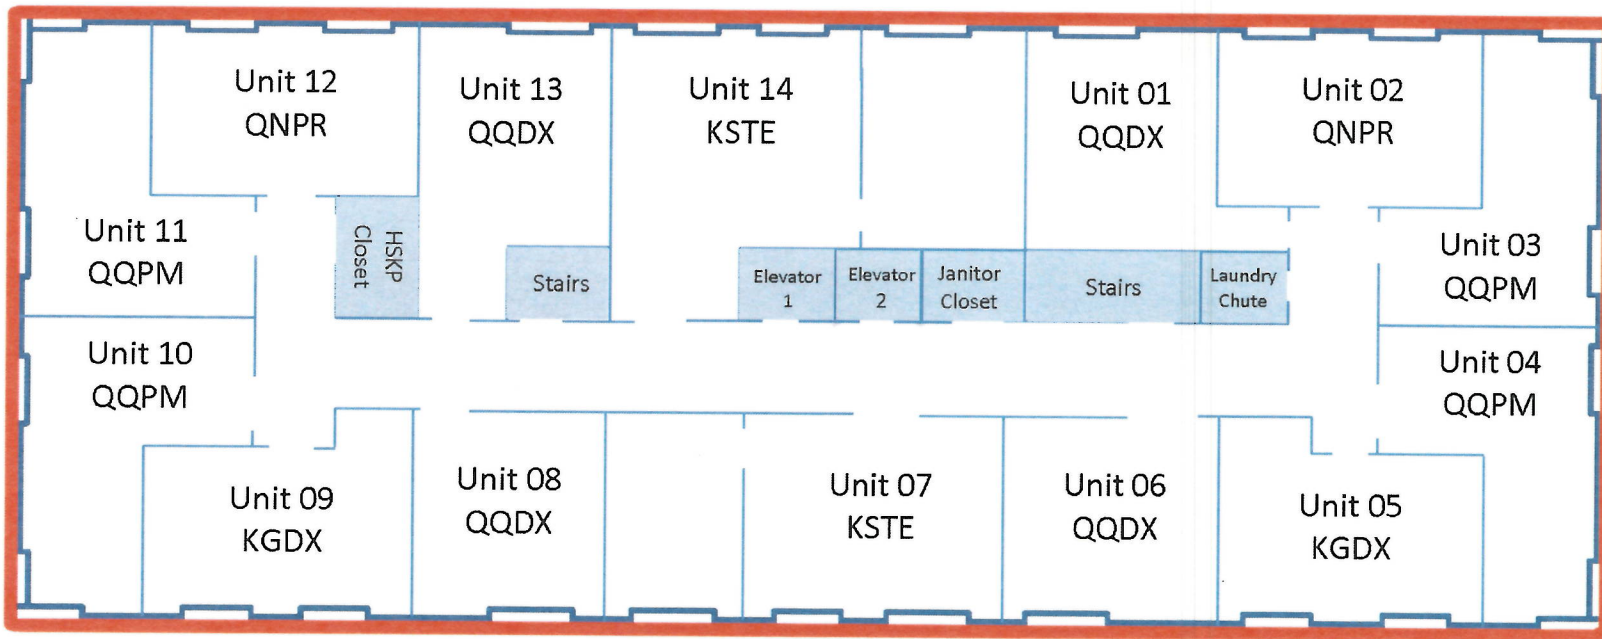 Unit 12
QNPR
Unit 13
QQDX
Unit 14
KSTE
Unit 01
QQDX
Unit 02
QNPR
Unit 11
QQPM
HSKP
Closet
Stairs
Elevator
1
Elevator
2
Janitor
Closet
Stairs
Laundry
Chute
Unit 03
QQPM
Unit 10
QQPM
Unit 04
QQPM
Unit 09
KGDX
Unit 08
QQDX
Unit 07
KSTE
Unit 06
QQDX
Unit 05
KGDX